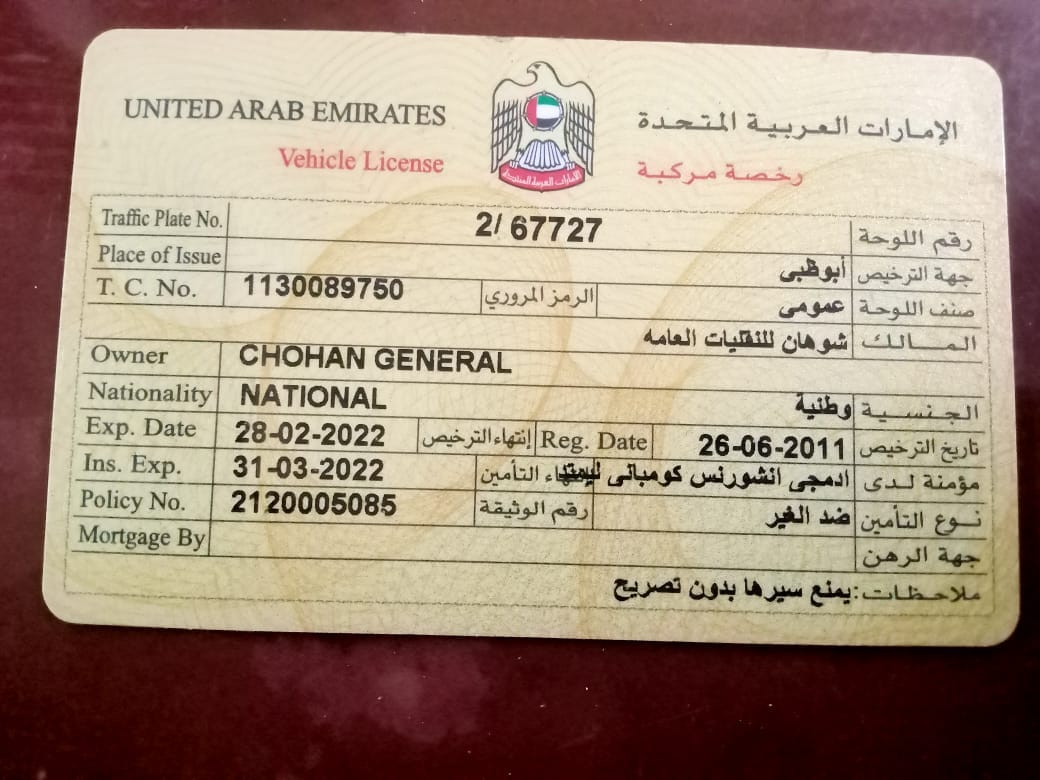 UNITED ARAB EMIRATES الإمارات العربية المتحدة
Vehicle License رخصة مركبة
الإمارات العربية المتحدة
Traffic Plate No. 2/ 67727 رقم اللوحة
Place of Issue أبوظبى جهة الترخيص
T. C. No. 1130089750 الرمز المروري عمومى صنف اللوحة
شوهان للنقليات العامه المالك
Owner CHOHAN GENERAL
Nationality NATIONAL وطنية الجنسية
Exp. Date 28-02-2022 إنتهاء الترخيص Reg. Date 26-06-2011 تاريخ الترخيص
Ins. Exp. 31-03-2022 التأمين ادمجى انشورنس كومبانى مؤمنة لدى
Policy No. 2120005085 رقم الوثيقة ضد الغير نوع التأمين
Mortgage By جهة الرهن
ملاحظات: يمنع سيرها بدون تصريح